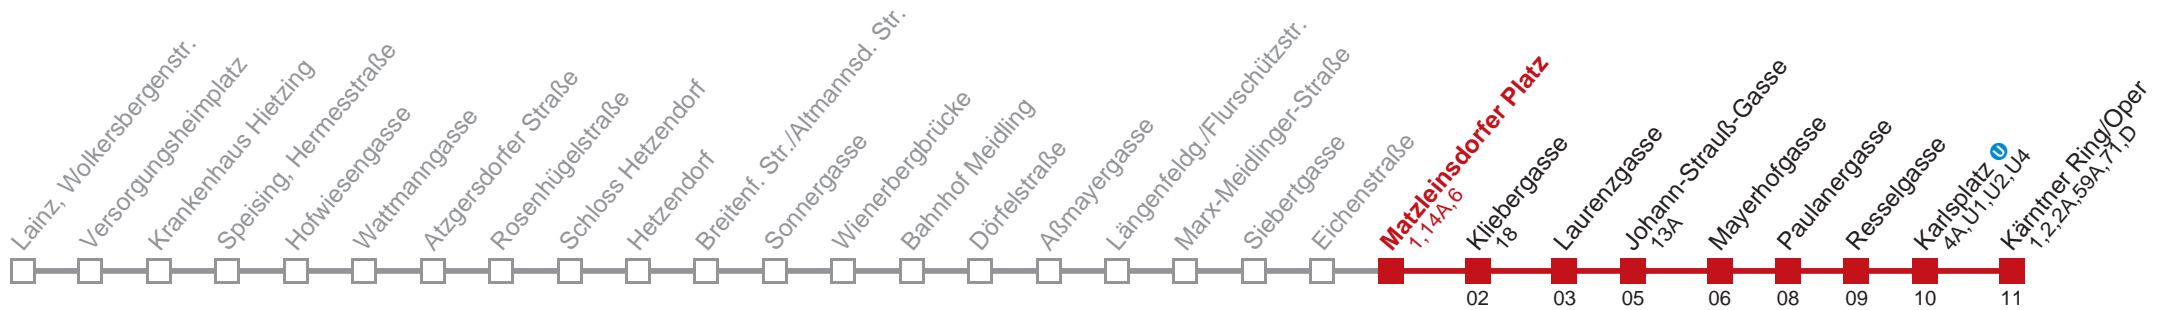 Lainz, Wolkersbergenstr.
Versorgungsheimplatz
Krankenhaus Hietzing
Speising, Hermesstraße
Hofwiesengasse
Wattmanngasse
Atzgersdorfer Straße
Rosenhügelstraße
Schloss Hetzendorf
Hetzendorf
Breitenf. Str./Altmannsd. Str.
Sonnergasse
Wienerbergbrücke
Bahnhof Meidling
Dörfelstraße
Aßmayergasse
Längenfeldg./Flurschützstr.
Marx-Meidlinger-Straße
Siebertgasse
Eichenstraße
Matzleinsdorfer Platz
1,14A,6
Kliebergasse
18
Laurenzgasse
Johann-Strauß-Gasse
13A
Mayerhofgasse
Paulanergasse
Resselgasse
Karlsplatz U
4A,U1,U2,U4
Kärntner Ring/Oper
1,2,2A,59A,71,D
02 03 05 06 08 09 10 11